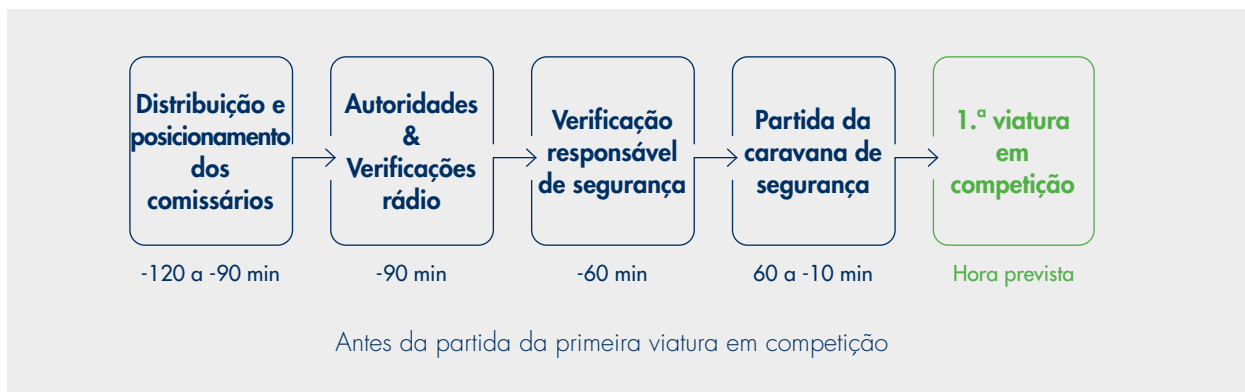 Distribuição e
posicionamento
dos
comissários
Autoridades
&
Verificações
rádio
Verificação
responsável
de segurança
Partida da
caravana de
segurança
1.ª viatura
em
competição
-120 a -90 min
-90 min
-60 min
60 a -10 min
Hora prevista
Antes da partida da primeira viatura em competição